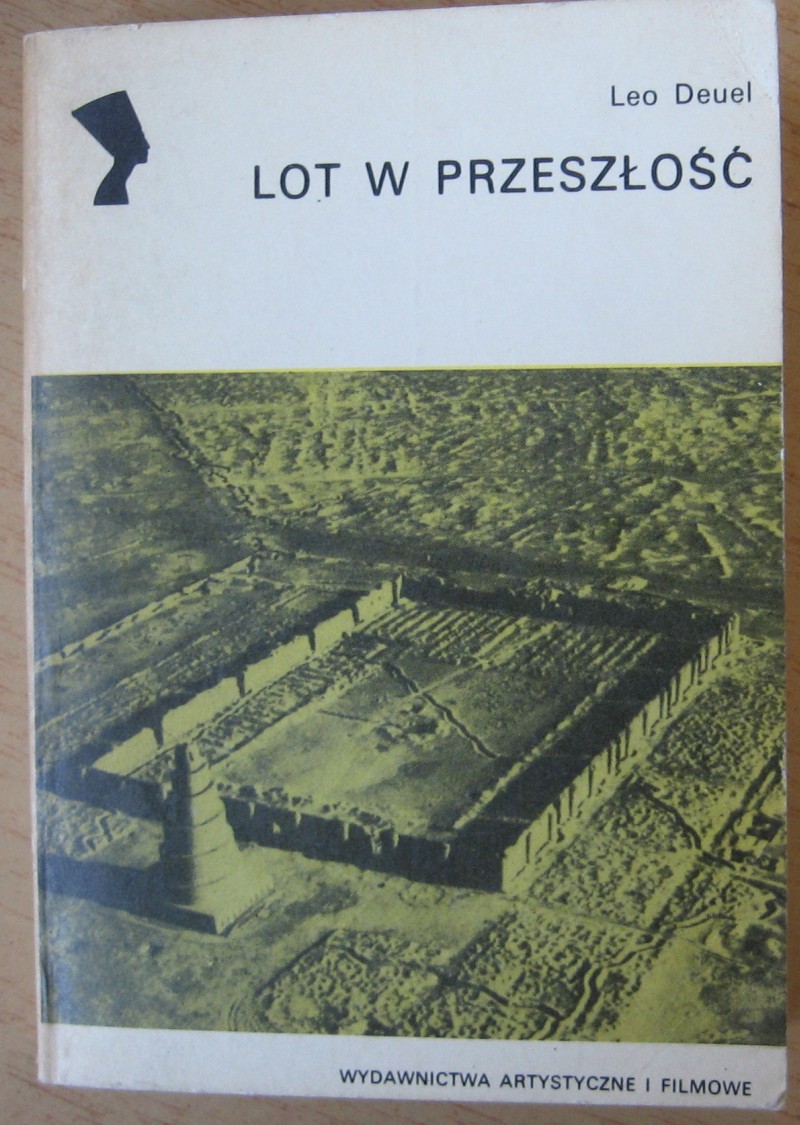 Leo Deuel
LOT W PRZESZŁOŚĆ
WYDAWNICTWA ARTYSTYCZNE I FILMOWE